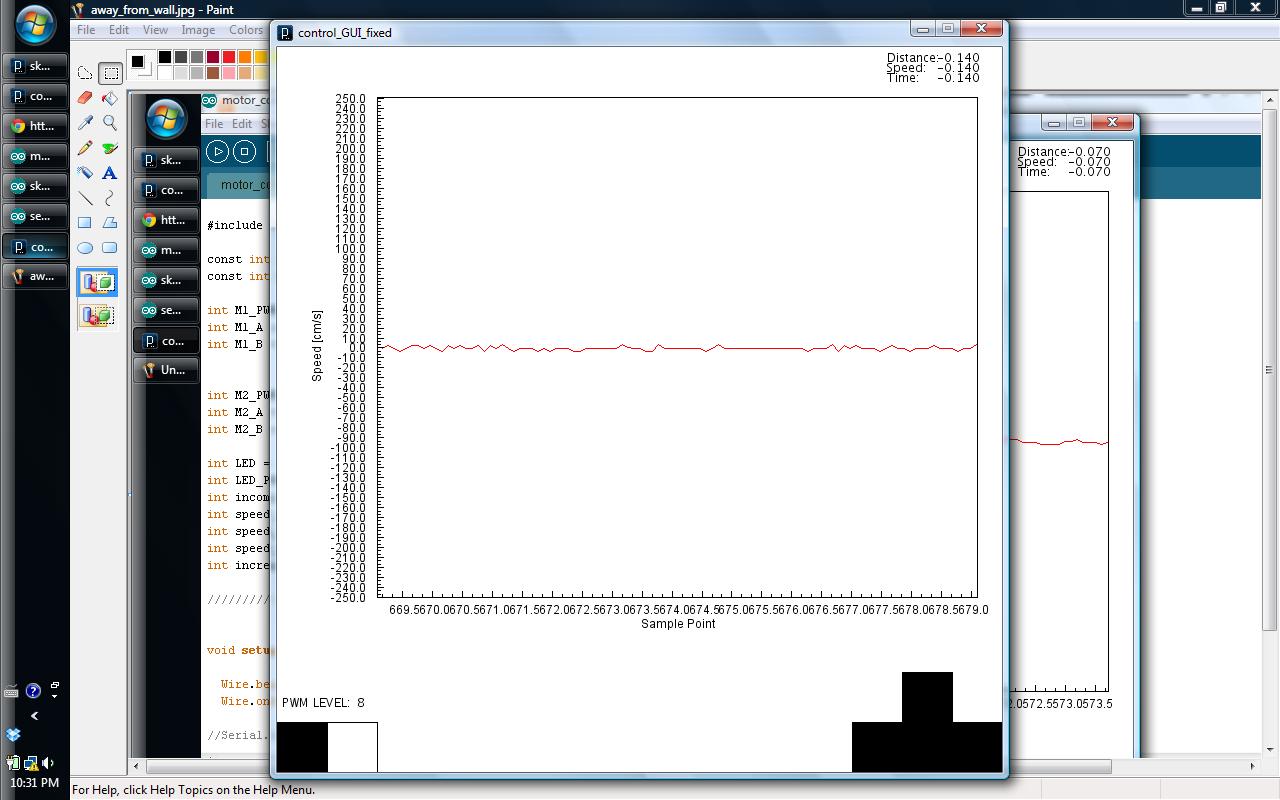 away_from_wall.jpg - Paint
File Edit View Image Colors
sk...
co...
htt...
m...
sk...
se...
co...
aw...
10:31 PM
For Help, click Help Topics on the Help Menu.
motor_co
File Edit S
sk...
co...
htt...
m...
sk...
se...
co...
Un...
motor_co
#include
const int
const int
int M1_PW
int M1_A
int M1_B
int M2_PW
int M2_A
int M2_B
int LED =
int LED_P
int incom
int speed
int speed
int speed
int incre
/////////
void setu
Wire.be
Wire.on
//Serial.
control_GUI_fixed
Distance:-0.140
Speed: -0.140
Time: -0.140
250.0
240.0
230.0
220.0
210.0
200.0
190.0
180.0
170.0
160.0
150.0
140.0
130.0
120.0
110.0
100.0
90.0
80.0
70.0
60.0
50.0
40.0
30.0
20.0
10.0
0.0
-10.0
-20.0
-30.0
-40.0
-50.0
-60.0
-70.0
-80.0
-90.0
-100.0
-110.0
-120.0
-130.0
-140.0
-150.0
-160.0
-170.0
-180.0
-190.0
-200.0
-210.0
-220.0
-230.0
-240.0
-250.0
Speed [cm/s]
669.5670.0670.5671.0671.5672.0672.5673.0673.5674.0674.5675.0675.5676.0676.5677.0677.5678.0678.5679.0
Sample Point
PWM LEVEL: 8
Distance:-0.070
Speed: -0.070
Time: -0.070
2.0572.5573.0573.5